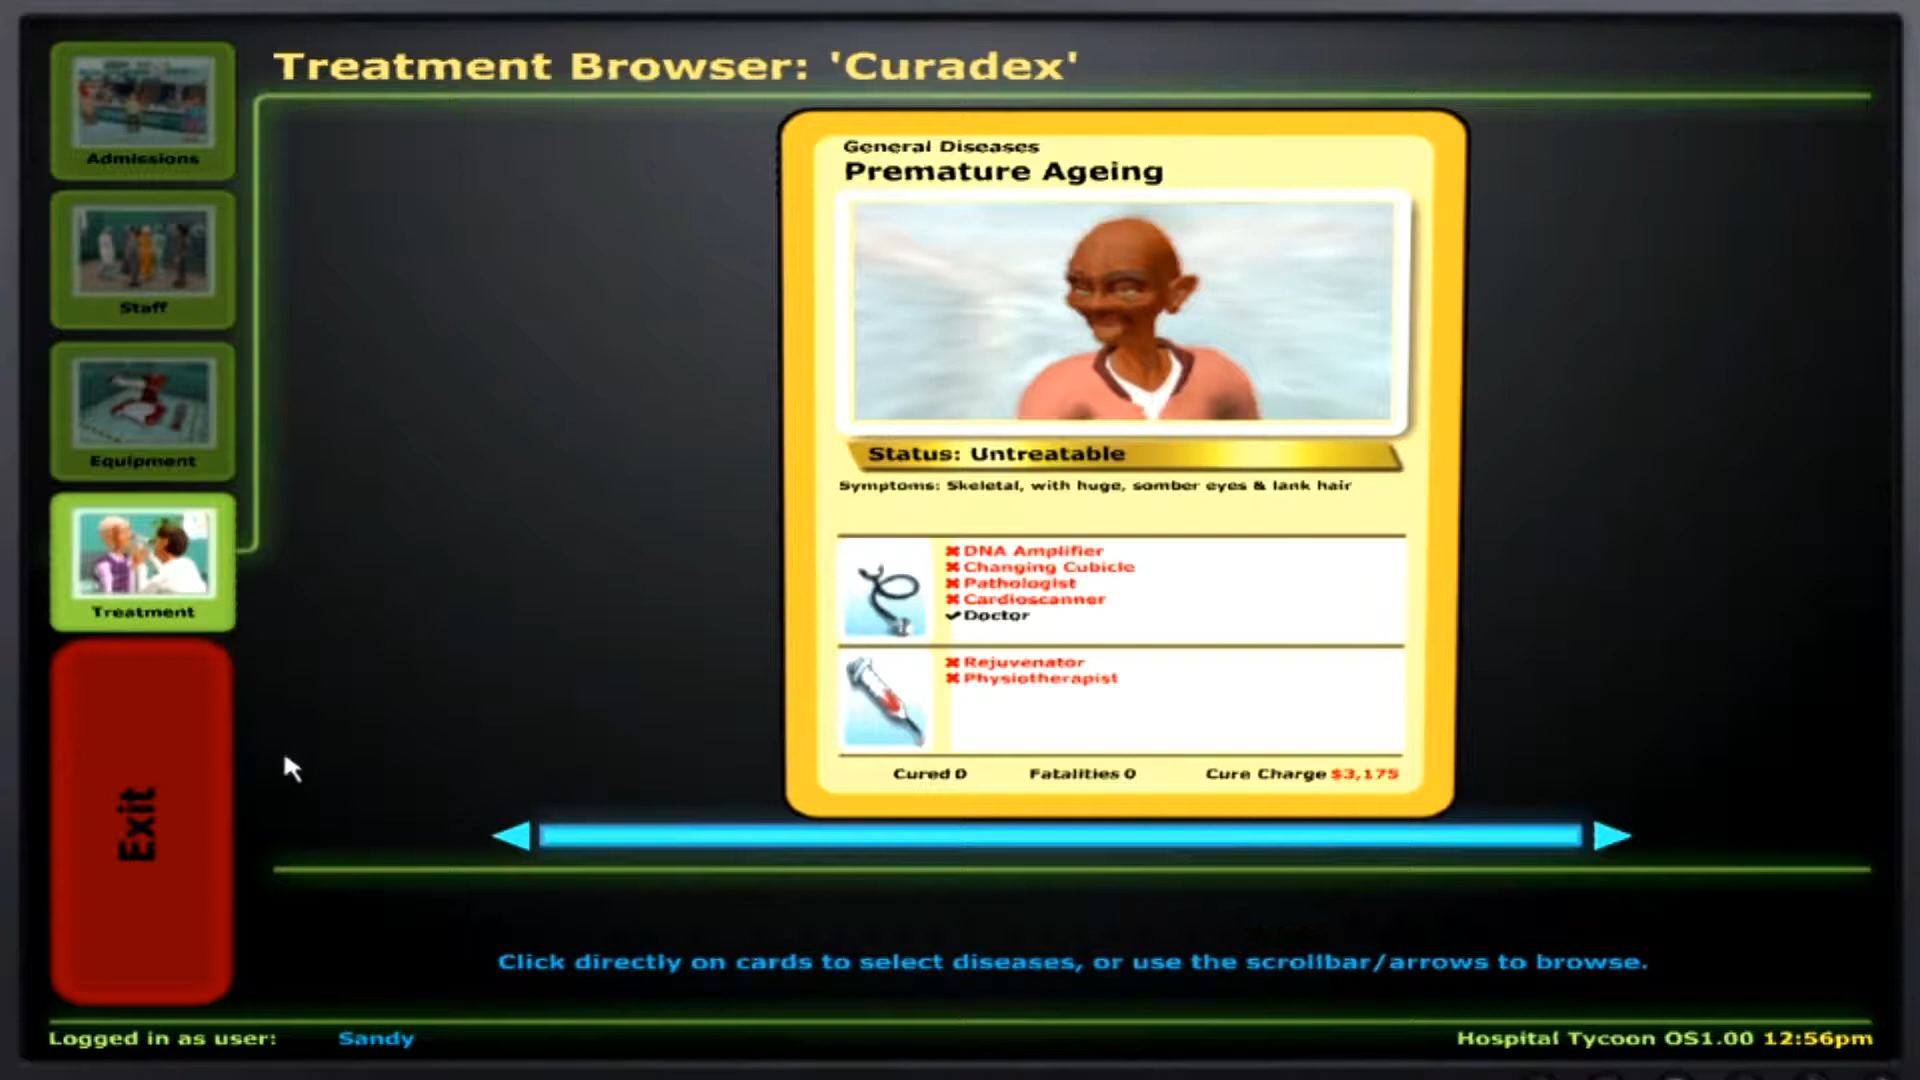 Treatment Browser: 'Curadex'
Admissions
Staff
Equipment
Treatment
Exit
General Diseases
Premature Ageing
Status: Untreatable
Symptoms: Skeletal, with huge, somber eyes & lank hair
DNA Amplifier
Changing Cubicle
Pathologist
Cardioscanner
Doctor
Rejuvenator
Physiotherapist
Cured 0 Fatalities 0 Cure Charge $3,175
Click directly on cards to select diseases, or use the scrollbar/arrows to browse.
Logged in as user: Sandy
Hospital Tycoon OS1.00 12:56pm